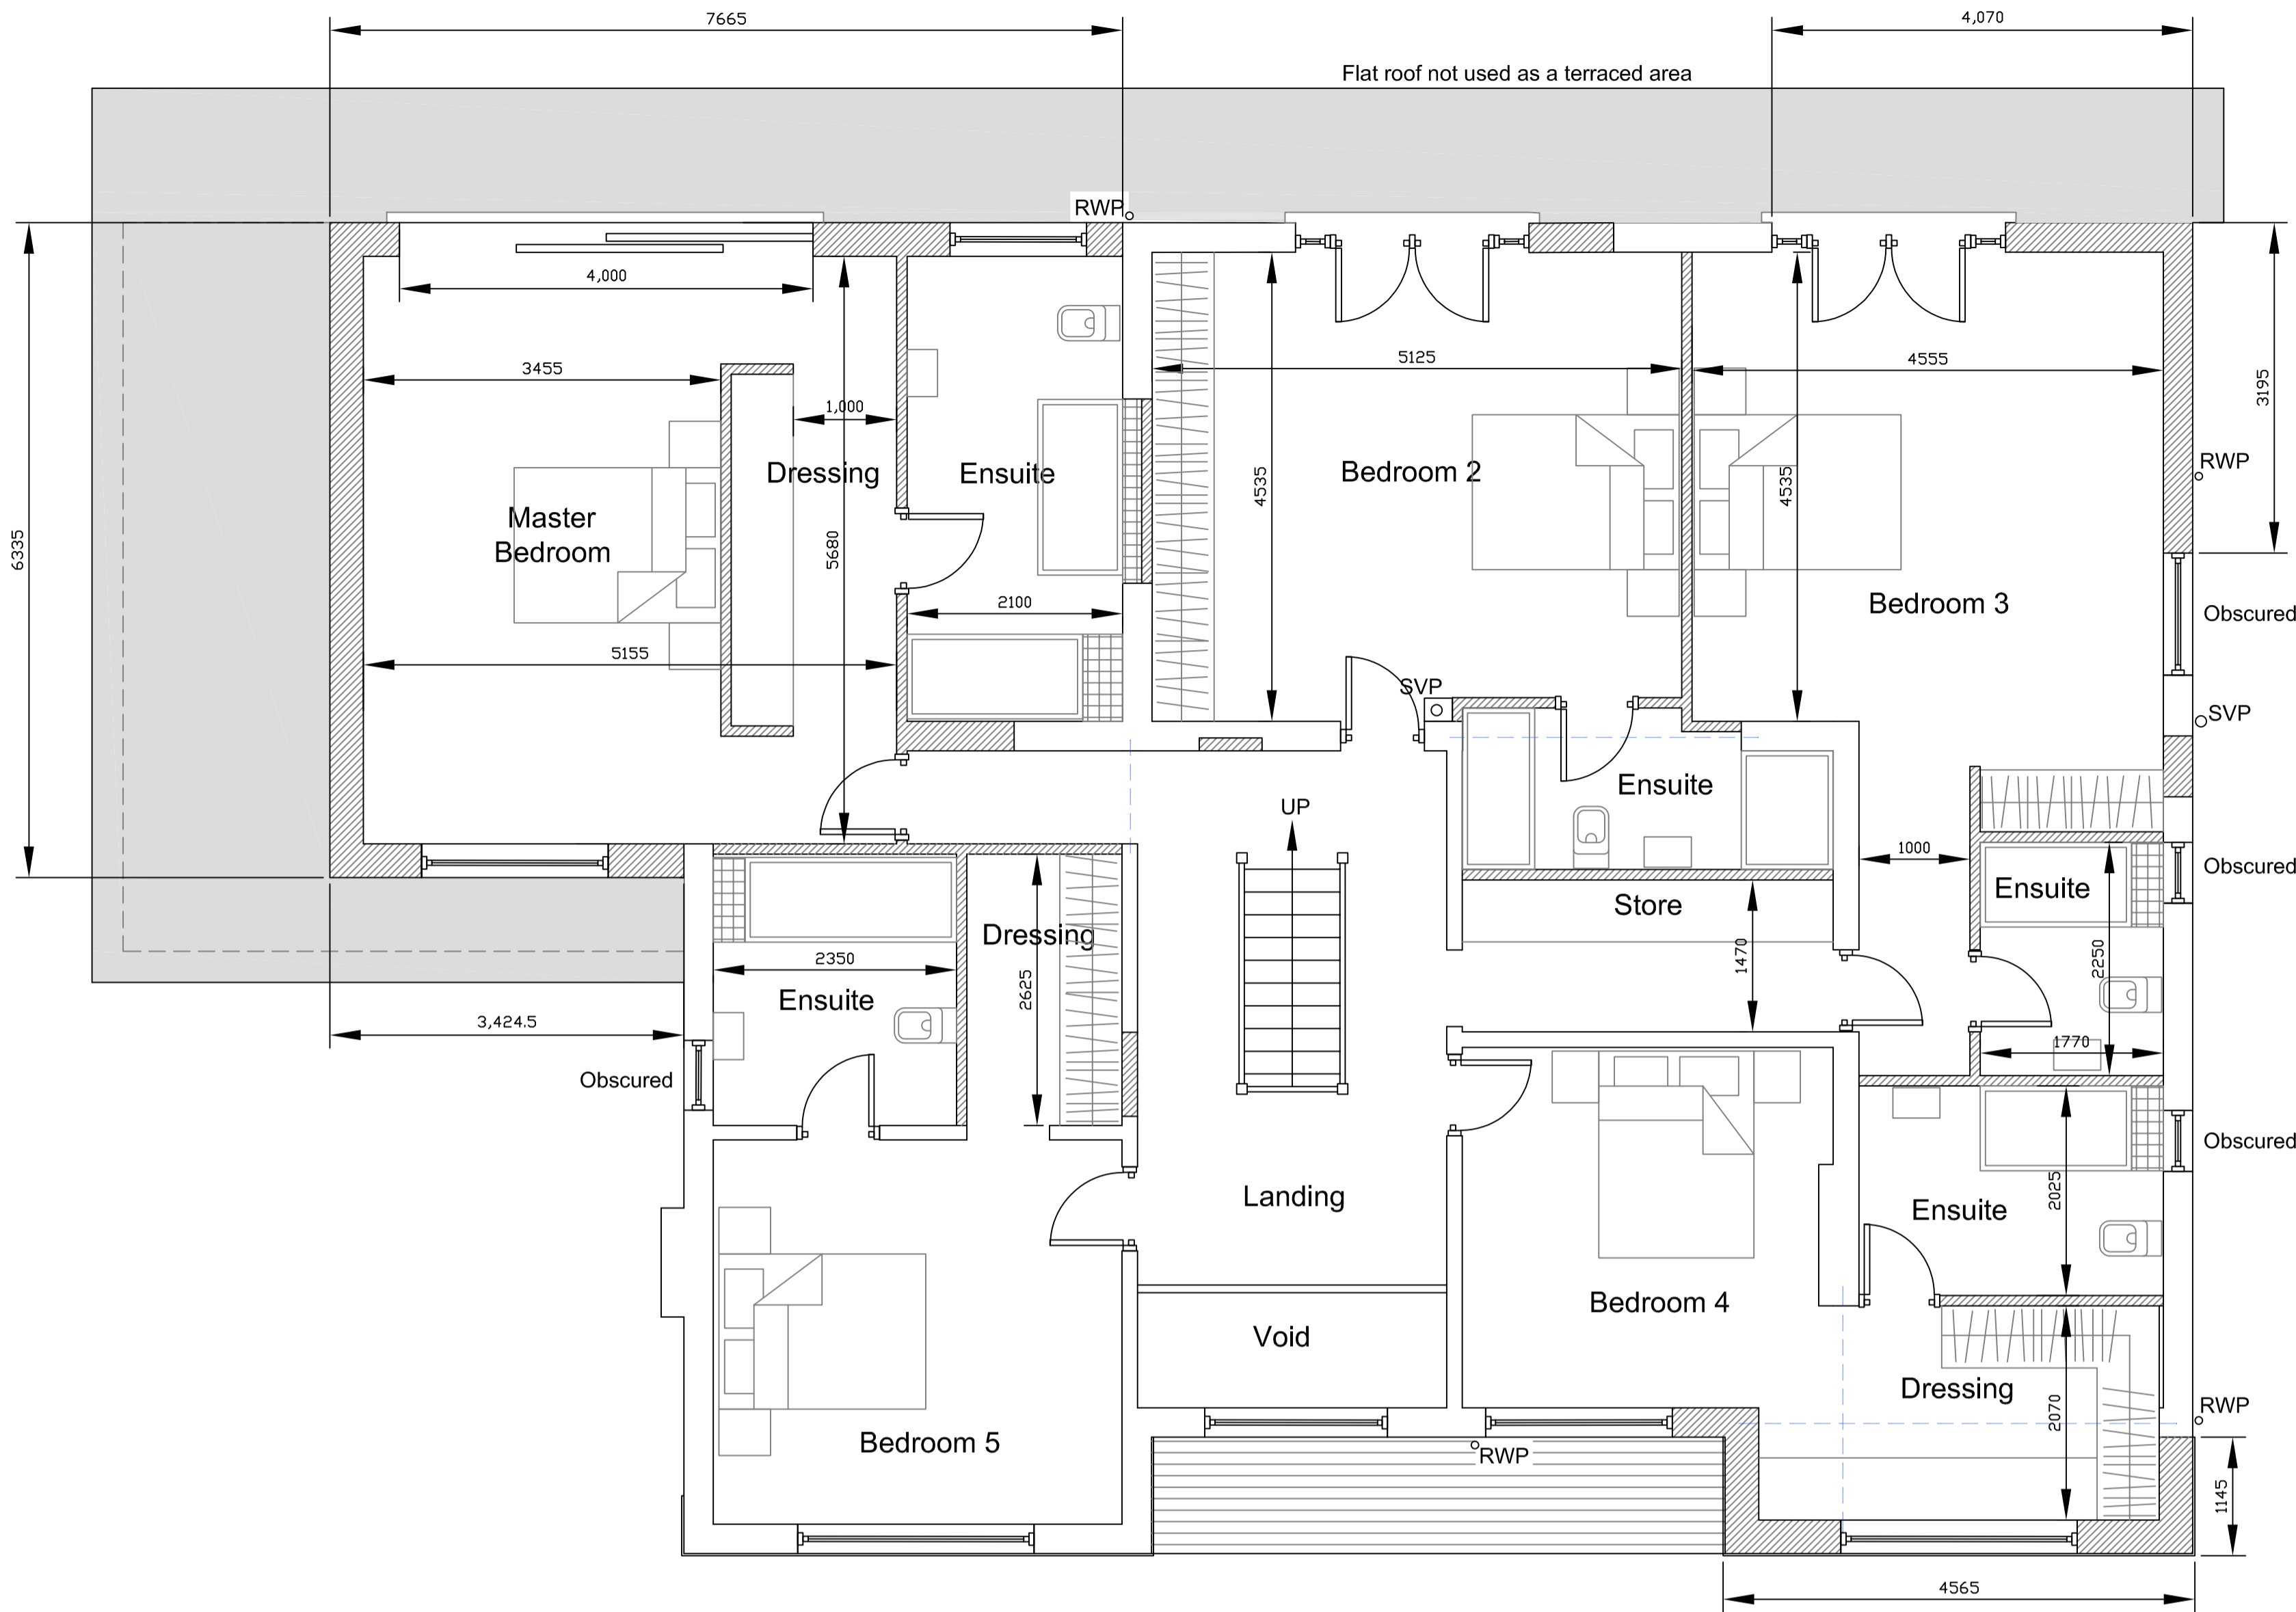 7665
4,070
Flat roof not used as a terraced area
RWP
4,000
3455
1,000
5125
4555
3195
Dressing
Ensuite
Bedroom 2
4535
4535
RWP
Master
Bedroom
6335
5680
2100
Bedroom 3
Obscured
5155
SVP
SVP
UP
Ensuite
1000
Store
Ensuite
Obscured
Dressing
2350
2625
1470
2250
Ensuite
3,424.5
1770
Obscured
Obscured
Landing
Ensuite
2025
Bedroom 4
Void
Dressing
2070
RWP
Bedroom 5
RWP
1145
4565